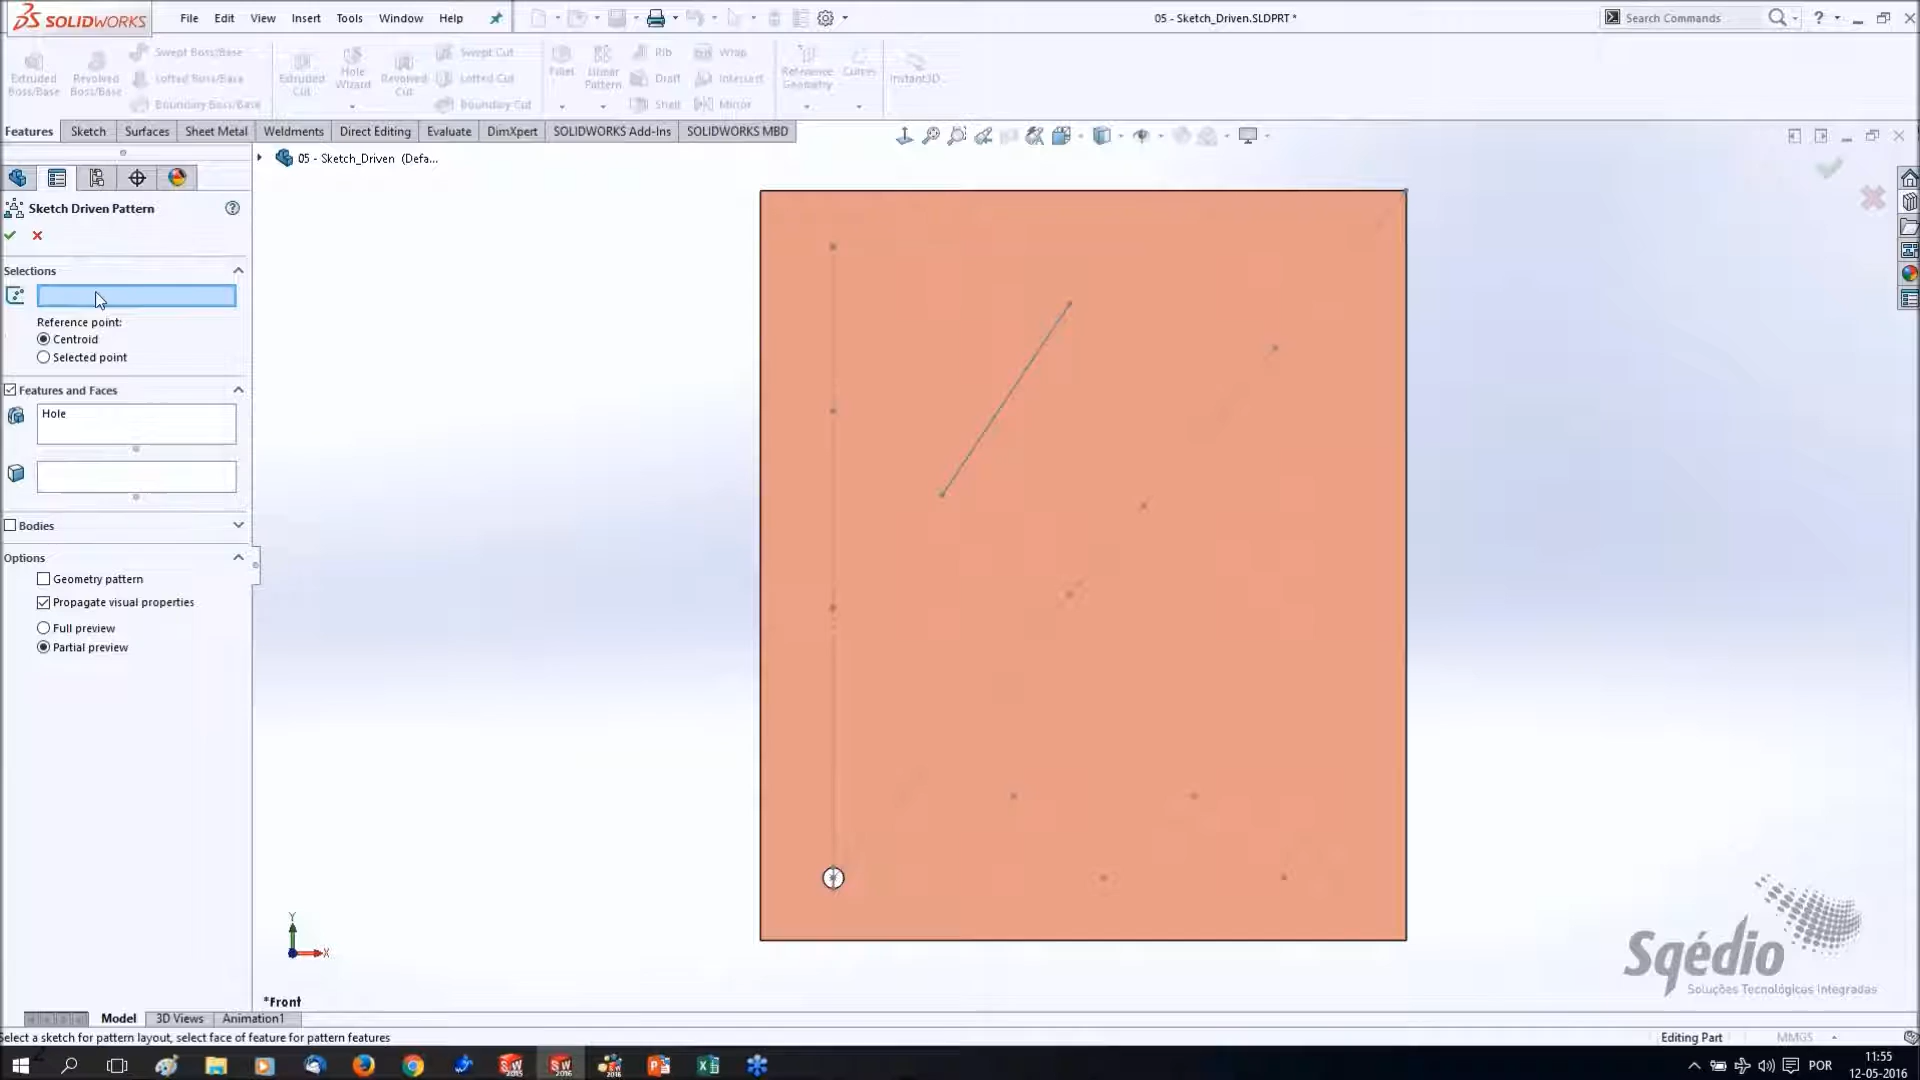 SOLIDWORKS
File Edit View Insert Tools Window Help
05 - Sketch_Driven.SLDPRT *
Search Commands
?
Extruded Boss/Base
Revolved Boss/Base
Swept Boss/Base
Lofted Boss/Base
Boundary Boss/Base
Extruded Cut
Hole Wizard
Revolved Cut
Swept Cut
Lofted Cut
Boundary Cut
Fillet
Linear Pattern
Rib
Draft
Shell
Wrap
Intersect
Mirror
Reference Geometry
Curves
Instant3D
Features Sketch Surfaces Sheet Metal Weldments Direct Editing Evaluate DimXpert SOLIDWORKS Add-Ins SOLIDWORKS MBD
05 - Sketch_Driven (Defa...
Sketch Driven Pattern
?
Selections
Reference point:
Centroid
Selected point
Features and Faces
Hole
Bodies
Options
Geometry pattern
Propagate visual properties
Full preview
Partial preview
Y
X
*Front
Sqédio
Soluções Tecnológicas Integradas
Model 3D Views Animation1
Select a sketch for pattern layout, select face of feature for pattern features
Editing Part
MMGS
POR
11:55
12-05-2016